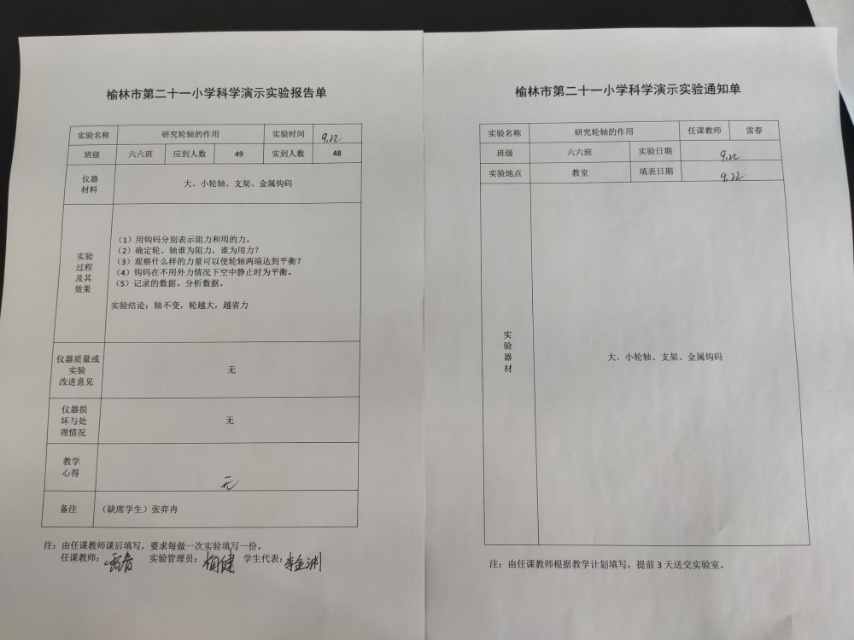 榆林市第二十一小学科学演示实验报告单
实验名称 研究轮轴的作用 实验时间 9.22
班级 六六班 应到人数 49 实到人数 48
仪器
材料
大、小轮轴、支架、金属钩码
实验
过程
及其
效果
（1）用钩码分别表示阻力和用的力。
（2）确定轮、轴谁为阻力、谁为用力？
（3）观察什么样的力量可以使轮轴两端达到平衡？
（4）钩码在不用外力情况下空中静止时为平衡。
（5）记录的数据。分析数据。
实验结论：轴不变，轮越大，越省力
仪器质量或
实验
改进意见
无
仪器损
坏与处
理情况
无
教学
心得
无
备注 （缺席学生）张弈冉
注：由任课教师课后填写，要求每做一次实验填写一份。
任课教师：雷春 实验管理员：柏健 学生代表：
榆林市第二十一小学科学演示实验通知单
实验名称 研究轮轴的作用 任课教师 雷春
班级 六六班 实验日期 9.22
实验地点 教室 填表日期 9.22
实
验
器
材
大、小轮轴、支架、金属钩码
注：由任课教师根据教学计划填写，提前 3 天送交实验室。